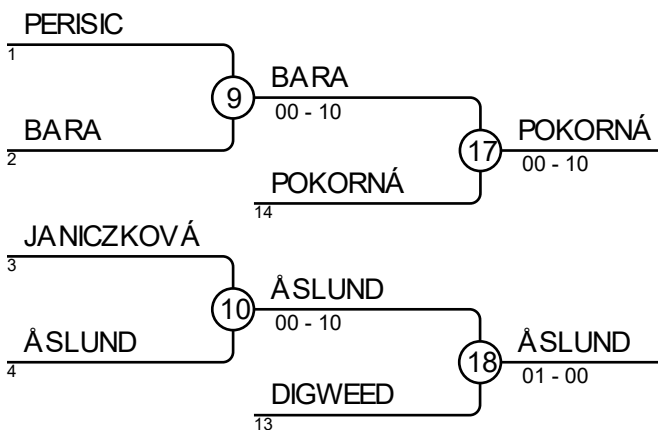 PERISIC
1
9
BARA
00 - 10
BARA
2
17
POKORNÁ
00 - 10
POKORNÁ
14
JANICZKOVÁ
3
10
ÅSLUND
00 - 10
ÅSLUND
4
18
ÅSLUND
01 - 00
DIGWEED
13